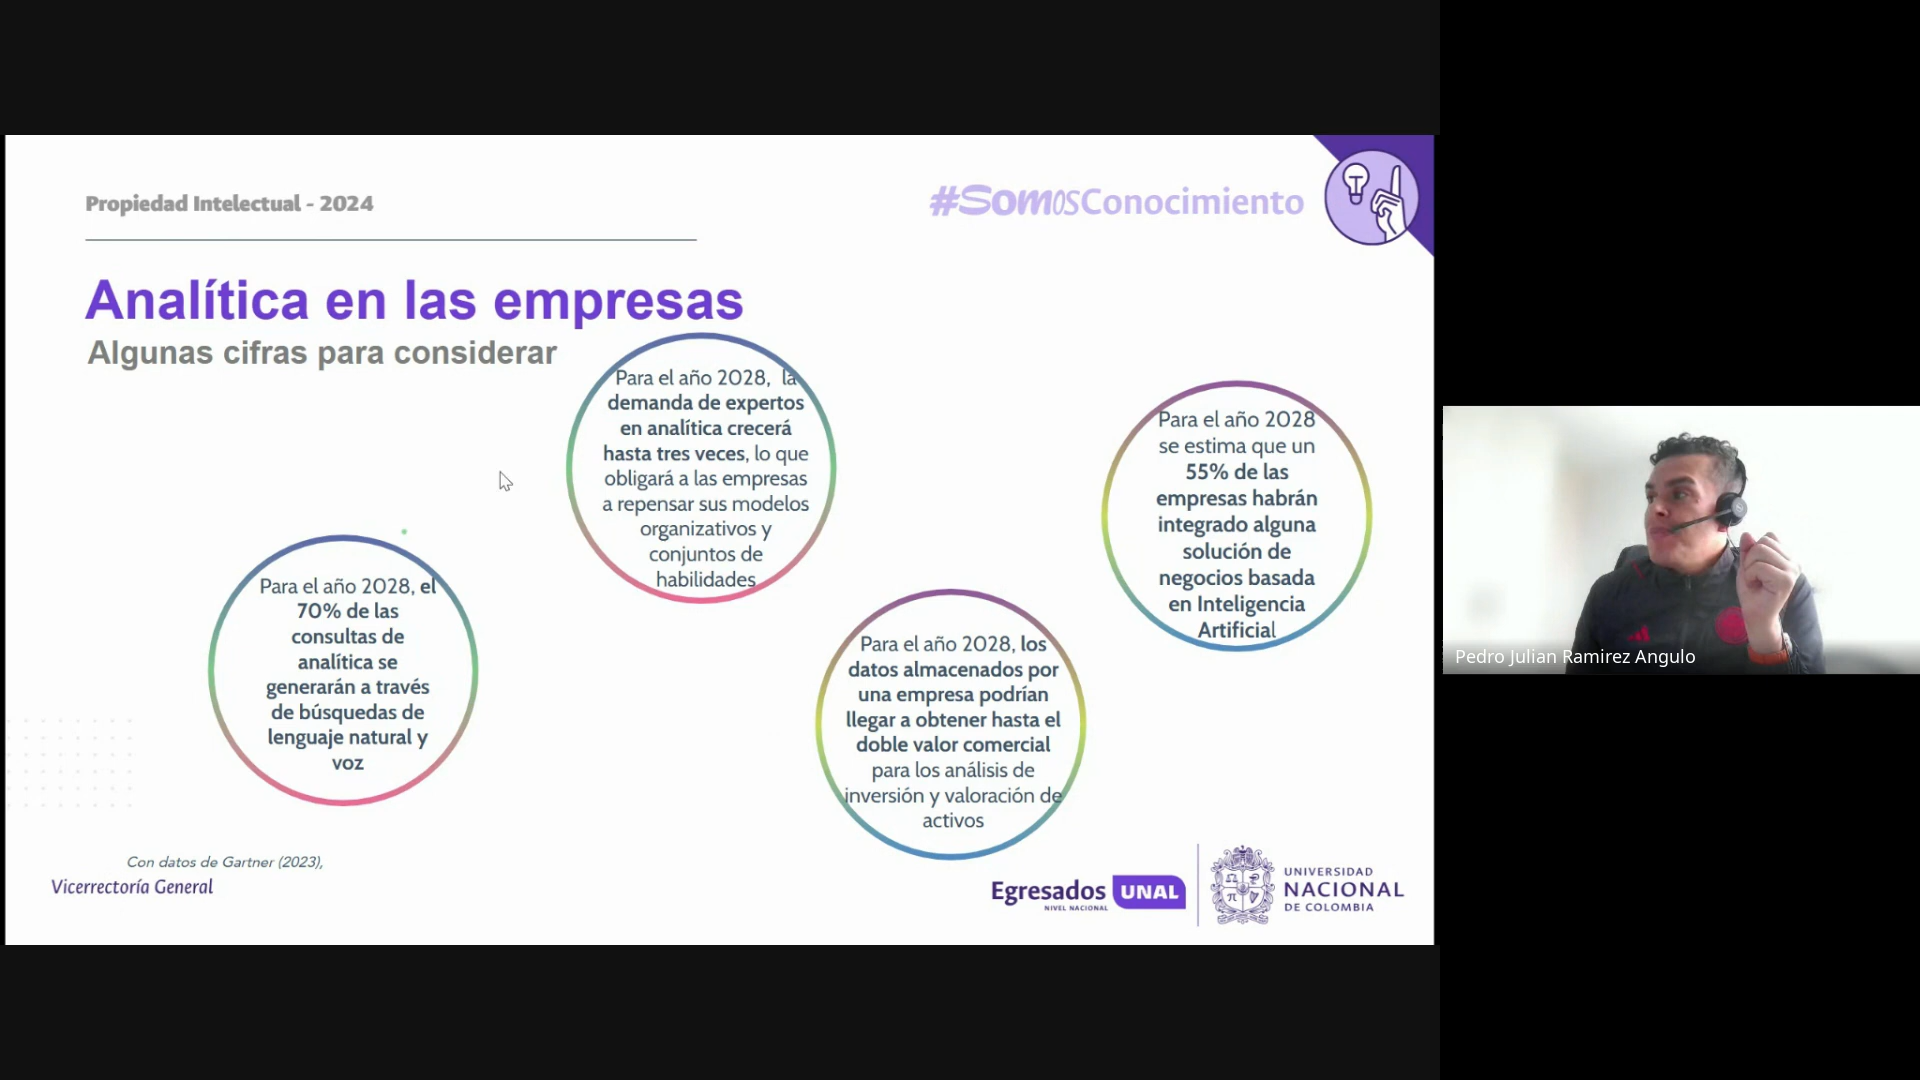 Propiedad Intelectual - 2024
#SomosConocimiento
Analítica en las empresas
Algunas cifras para considerar
Para el año 2028, el
70% de las
consultas de
analítica se
generarán a través
de búsquedas de
lenguaje natural y
voz
Para el año 2028, la
demanda de expertos
en analítica crecerá
hasta tres veces, lo que
obligará a las empresas
a repensar sus modelos
organizativos y
conjuntos de
habilidades
Para el año 2028, los
datos almacenados por
una empresa podrían
llegar a obtener hasta el
doble valor comercial
para los análisis de
inversión y valoración de
activos
Para el año 2028
se estima que un
55% de las
empresas habrán
integrado alguna
solución de
negocios basada
en Inteligencia
Artificial
Con datos de Gartner (2023),
Vicerrectoría General
Egresados UNAL
NIVEL NACIONAL
UNIVERSIDAD
NACIONAL
DE COLOMBIA
Pedro Julian Ramirez Angulo